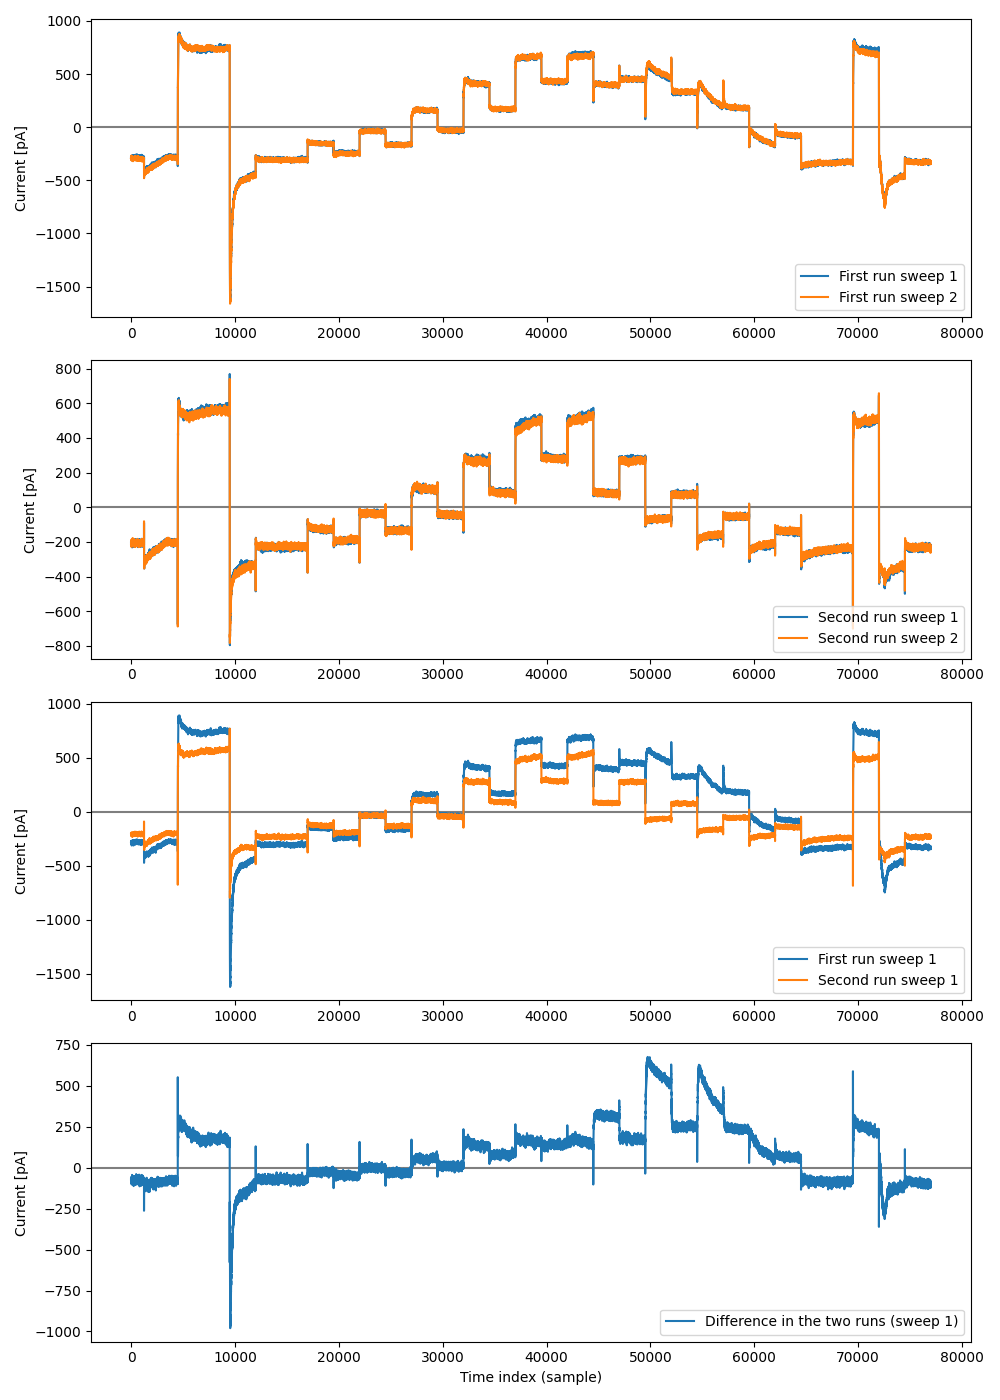 1000
500
0
−500
−1000
−1500
Current [pA]
First run sweep 1
First run sweep 2
0 10000 20000 30000 40000 50000 60000 70000 80000
800
600
400
200
0
−200
−400
−600
−800
Current [pA]
Second run sweep 1
Second run sweep 2
0 10000 20000 30000 40000 50000 60000 70000 80000
1000
500
0
−500
−1000
−1500
Current [pA]
First run sweep 1
Second run sweep 1
0 10000 20000 30000 40000 50000 60000 70000 80000
750
500
250
0
−250
−500
−750
−1000
Current [pA]
Difference in the two runs (sweep 1)
0 10000 20000 30000 40000 50000 60000 70000 80000
Time index (sample)